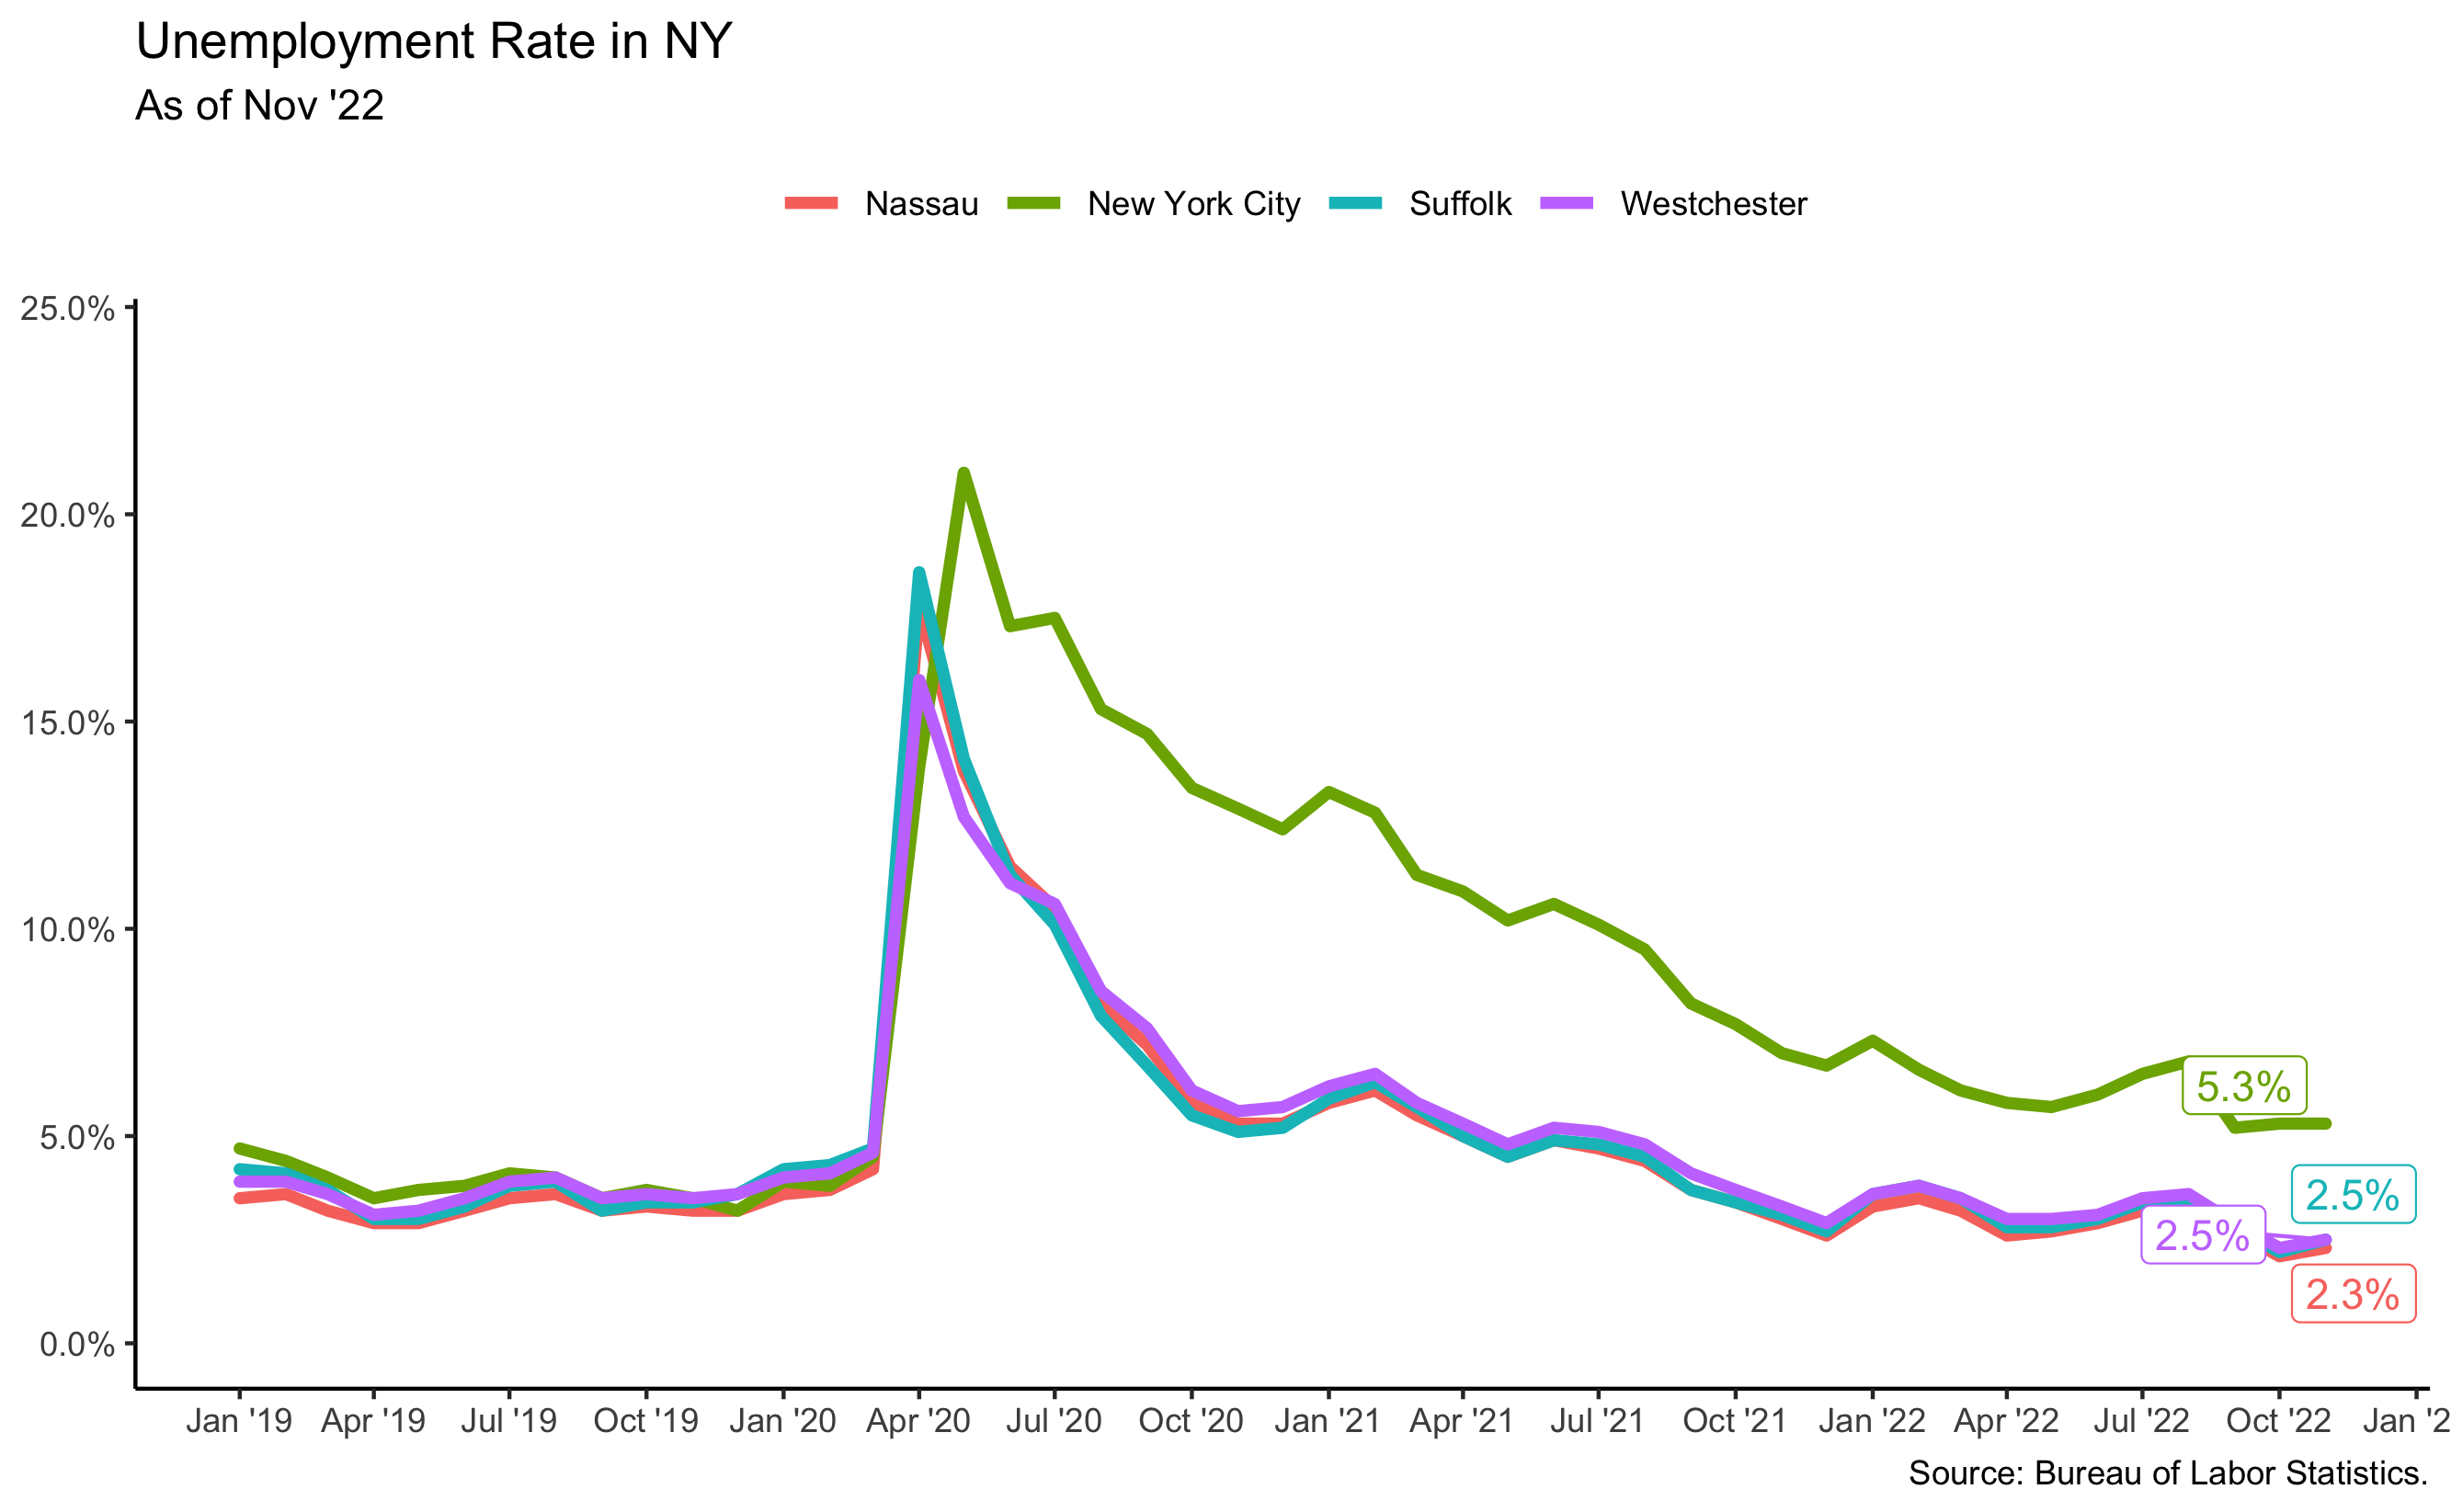 Unemployment Rate in NY
As of Nov '22
Nassau New York City Suffolk Westchester
25.0%
20.0%
15.0%
10.0%
5.0%
0.0%
5.3%
2.5%
2.5%
2.3%
Jan '19 Apr '19 Jul '19 Oct '19 Jan '20 Apr '20 Jul '20 Oct '20 Jan '21 Apr '21 Jul '21 Oct '21 Jan '22 Apr '22 Jul '22 Oct '22 Jan '2
Source: Bureau of Labor Statistics.